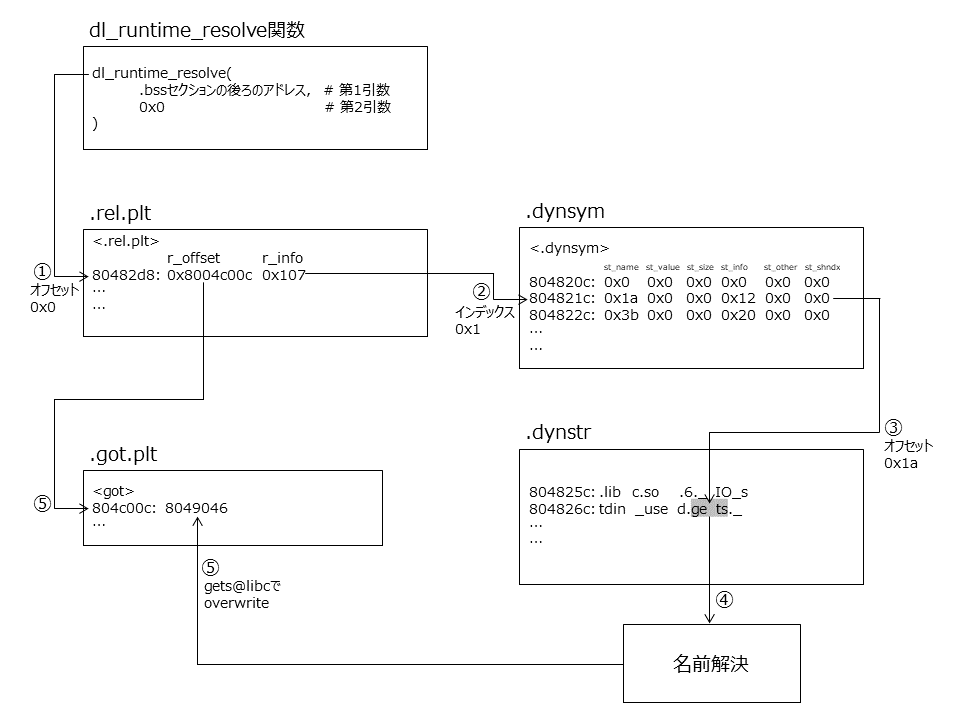 dl_runtime_resolve関数
dl_runtime_resolve(
.bssセクションの後ろのアドレス, # 第1引数
0x0 # 第2引数
)
.rel.plt
<.rel.plt>
r_offset r_info
80482d8: 0x8004c00c 0x107
...
...
①
オフセット
0x0
.dynsym
<.dynsym>
st_name st_value st_size st_info st_other st_shndx
804820c: 0x0 0x0 0x0 0x0 0x0 0x0
804821c: 0x1a 0x0 0x0 0x12 0x0 0x0
804822c: 0x3b 0x0 0x0 0x20 0x0 0x0
...
...
②
インデックス
0x1
③
オフセット
0x1a
.dynstr
804825c: .lib c.so .6._ _IO_s
804826c: tdin _use d.ge ts._
...
...
.got.plt
<got>
804c00c: 8049046
...
⑤
⑤
gets@libcで
overwrite
④
名前解決